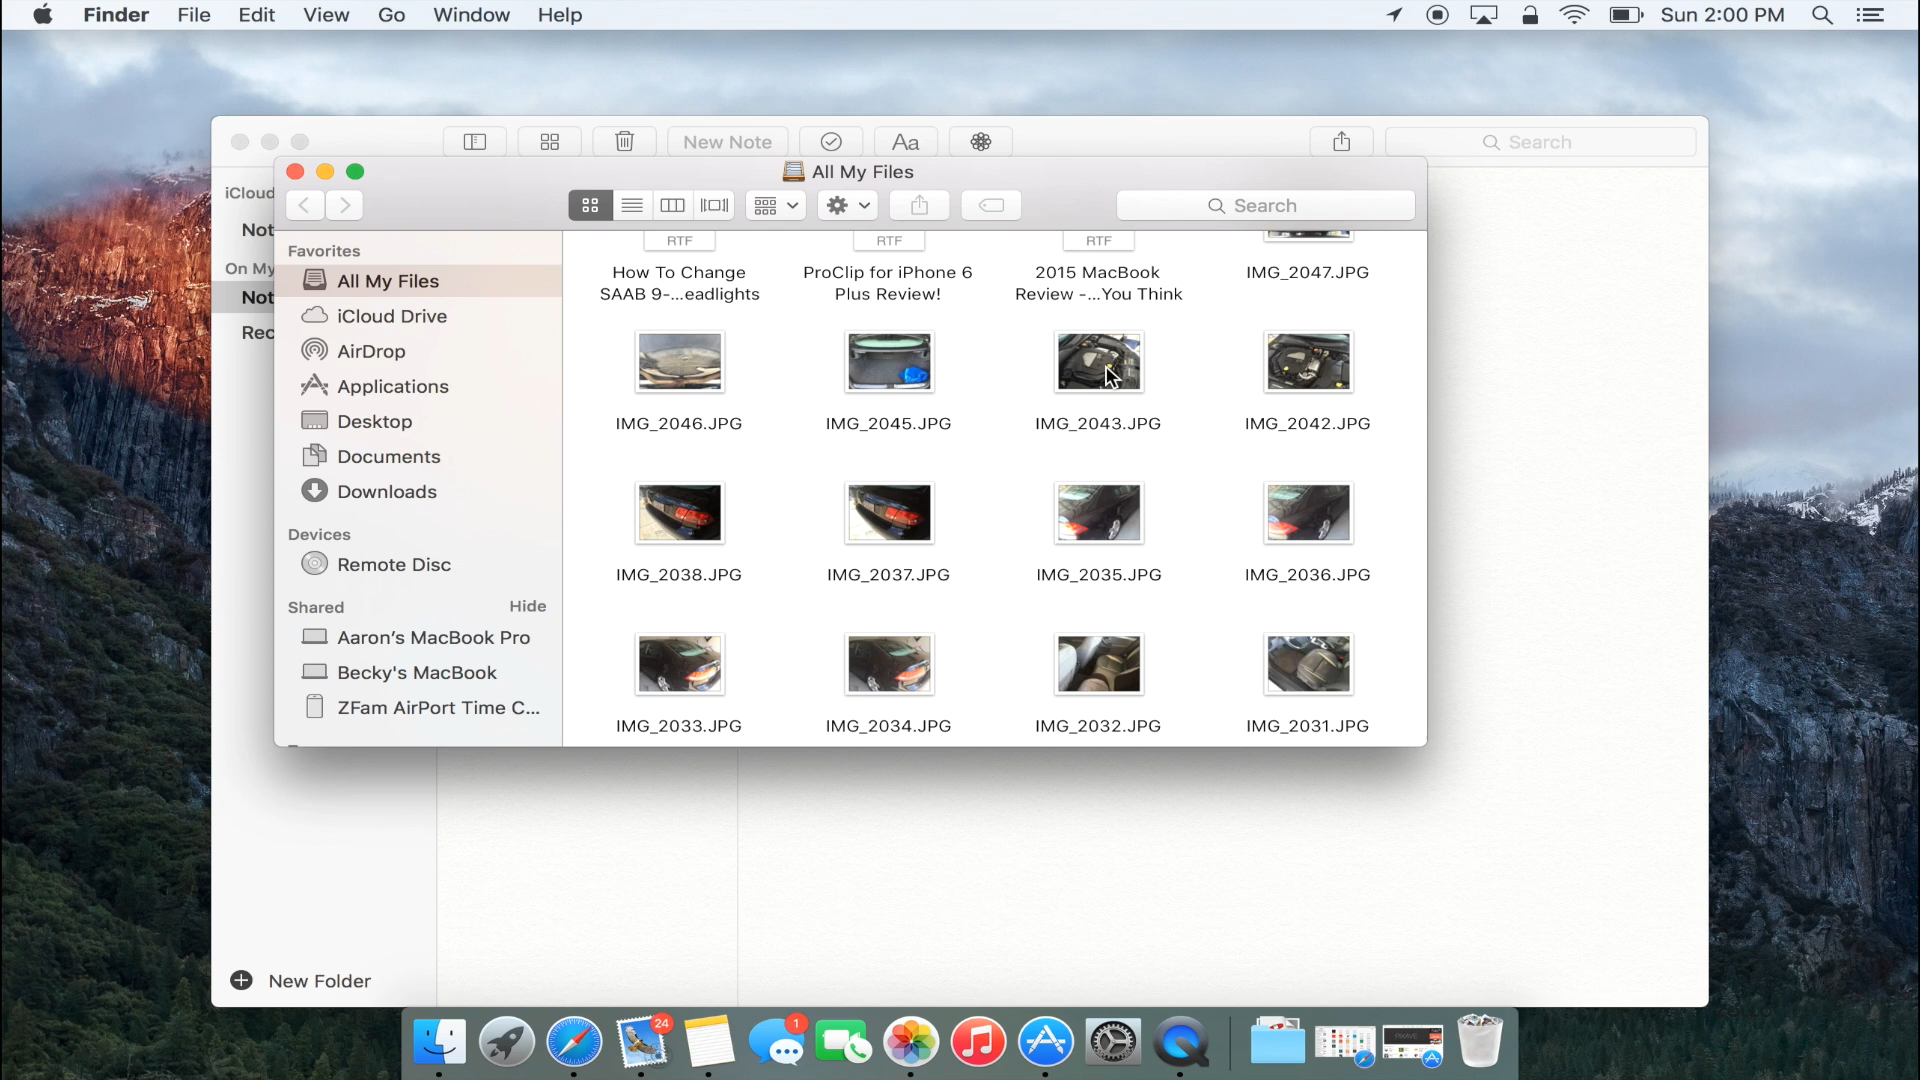 Finder File Edit View Go Window Help Sun 2:00 PM
New Note Aa Search
All My Files
Search
iCloud
Not
On My
Not
Rec
Favorites
All My Files
iCloud Drive
AirDrop
Applications
Desktop
Documents
Downloads
Devices
Remote Disc
Shared Hide
Aaron’s MacBook Pro
Becky's MacBook
ZFam AirPort Time C...
RTF RTF RTF
How To Change ProClip for iPhone 6 2015 MacBook IMG_2047.JPG
SAAB 9-...eadlights Plus Review! Review -...You Think
IMG_2046.JPG IMG_2045.JPG IMG_2043.JPG IMG_2042.JPG
IMG_2038.JPG IMG_2037.JPG IMG_2035.JPG IMG_2036.JPG
IMG_2033.JPG IMG_2034.JPG IMG_2032.JPG IMG_2031.JPG
New Folder
24
1